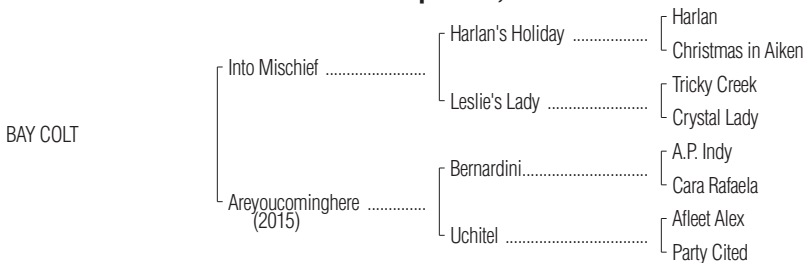 Harlan
Harlan's Holiday ..................
Christmas in Aiken
Into Mischief ........................
Tricky Creek
Leslie's Lady ........................
Crystal Lady
BAY COLT
A.P. Indy
Bernardini..............................
Cara Rafaela
Areyoucominghere ..............
(2015)
Afleet Alex
Uchitel ..................................
Party Cited